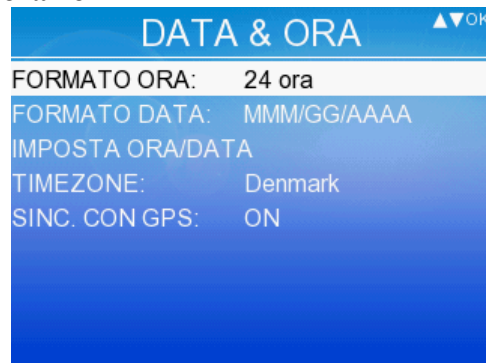 DATA & ORA ▲▼OK
FORMATO ORA: 24 ora
FORMATO DATA: MMM/GG/AAAA
IMPOSTA ORA/DATA
TIMEZONE: Denmark
SINC. CON GPS: ON